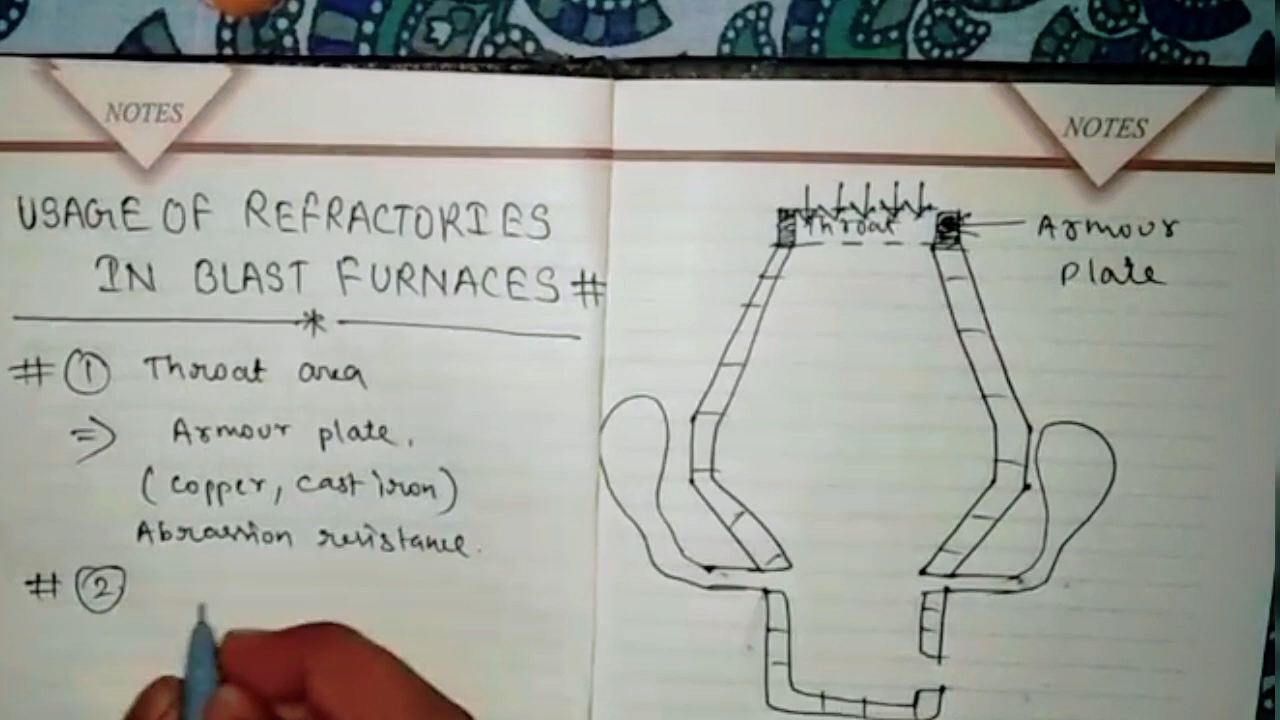 NOTES
NOTES
USAGE OF REFRACTORIES
IN BLAST FURNACES #
# ① Throat area
⇒ Armour plate.
(copper, cast iron)
Abrassion resistance.
# ②
Throat
Armour
plate